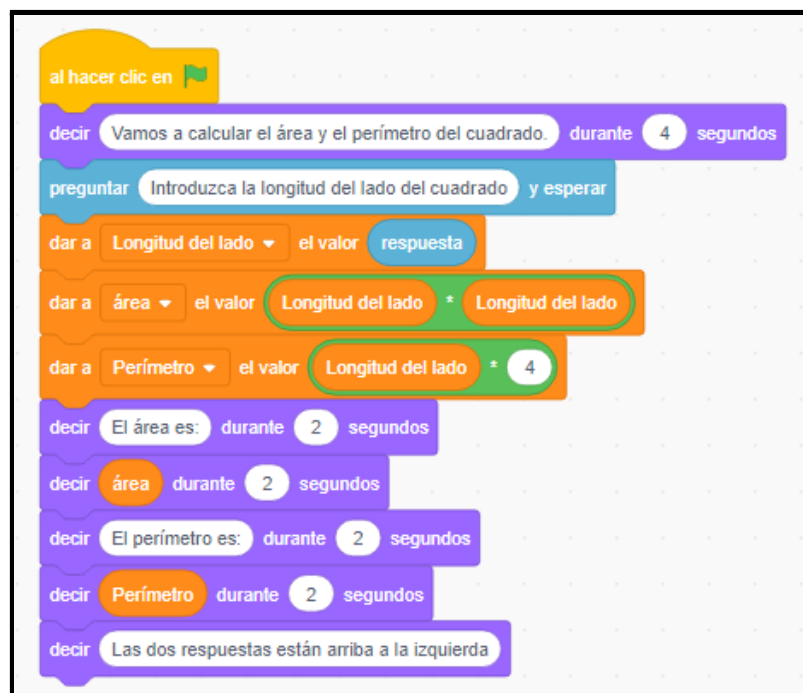 al hacer clic en
decir Vamos a calcular el área y el perímetro del cuadrado. durante 4 segundos
preguntar Introduzca la longitud del lado del cuadrado y esperar
dar a Longitud del lado el valor respuesta
dar a área el valor Longitud del lado * Longitud del lado
dar a Perímetro el valor Longitud del lado * 4
decir El área es: durante 2 segundos
decir área durante 2 segundos
decir El perímetro es: durante 2 segundos
decir Perímetro durante 2 segundos
decir Las dos respuestas están arriba a la izquierda